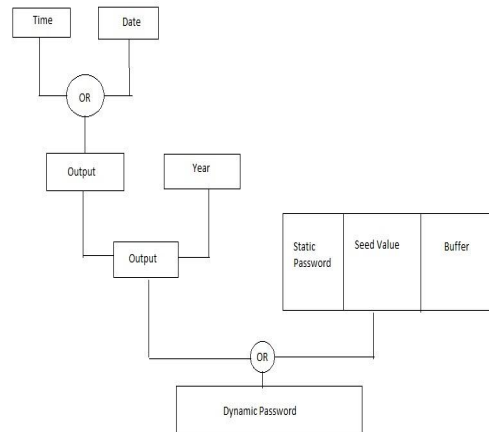 Time
Date
OR
Output
Year
Output
Static
Password
Seed Value
Buffer
OR
Dynamic Password